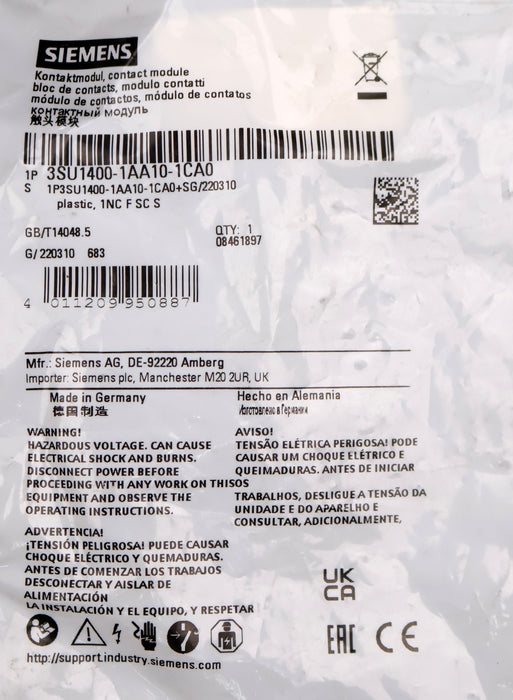 SIEMENS
Kontaktmodul, contact module
bloc de contacts, modulo contatti
módulo de contactos, módulo de contatos
контактный модуль
触头模块
1P 3SU1400-1AA10-1CA0
S 1P3SU1400-1AA10-1CA0+SG/220310
plastic, 1NC F SC S
GB/T14048.5
QTY: 1
08461897
G/ 220310 683
4 011209 950887
Mfr.: Siemens AG, DE-92220 Amberg
Importer: Siemens plc, Manchester M20 2UR, UK
Made in Germany
Hecho en Alemania
德国制造
Изготовлено в Германии
WARNING!
HAZARDOUS VOLTAGE. CAN CAUSE
ELECTRICAL SHOCK AND BURNS.
DISCONNECT POWER BEFORE
PROCEEDING WITH ANY WORK ON THIS
EQUIPMENT AND OBSERVE THE
OPERATING INSTRUCTIONS.
AVISO!
TENSÃO ELÉTRICA PERIGOSA! PODE
CAUSAR UM CHOQUE ELÉTRICO E
QUEIMADURAS. ANTES DE INICIAR
OS
TRABALHOS, DESLIGUE A TENSÃO DA
UNIDADE E DO APARELHO E
CONSULTAR, ADICIONALMENTE,
ADVERTENCIA!
¡TENSIÓN PELIGROSA! PUEDE CAUSAR
CHOQUE ELÉCTRICO Y QUEMADURAS.
ANTES DE COMENZAR LOS TRABAJOS
DESCONECTAR Y AISLAR DE
ALIMENTACIÓN
LA INSTALACIÓN Y EL EQUIPO, Y RESPETAR
UK
CA
EAC CE
http://support.industry.siemens.com